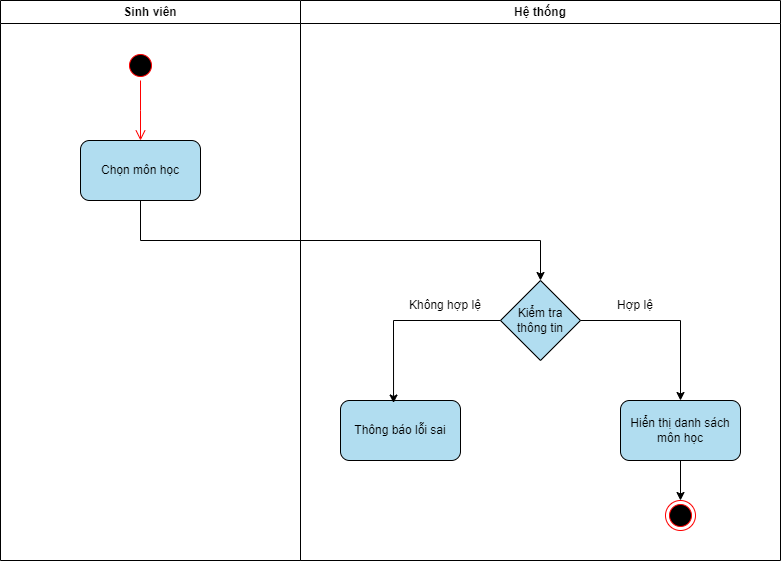 Sinh viên
Hệ thống
Chọn môn học
Không hợp lệ
Hợp lệ
Kiểm tra
thông tin
Thông báo lỗi sai
Hiển thị danh sách
môn học